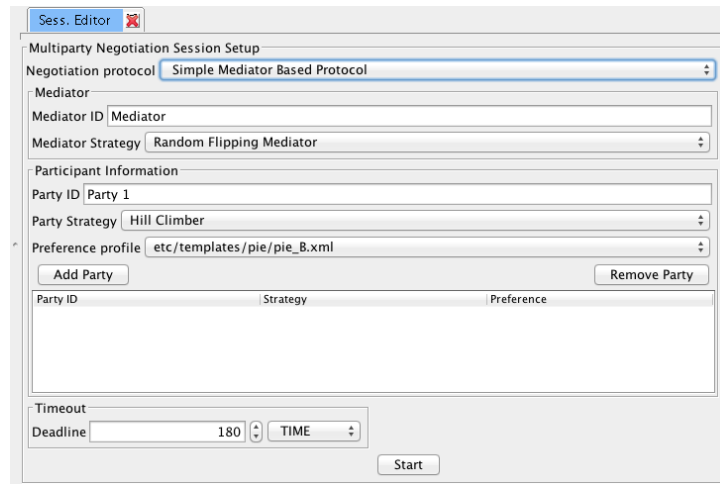 Sess. Editor
Multiparty Negotiation Session Setup
Negotiation protocol Simple Mediator Based Protocol
Mediator
Mediator ID Mediator
Mediator Strategy Random Flipping Mediator
Participant Information
Party ID Party 1
Party Strategy Hill Climber
Preference profile etc/templates/pie/pie_B.xml
Add Party Remove Party
Party ID Strategy Preference
Timeout
Deadline 180 TIME
Start